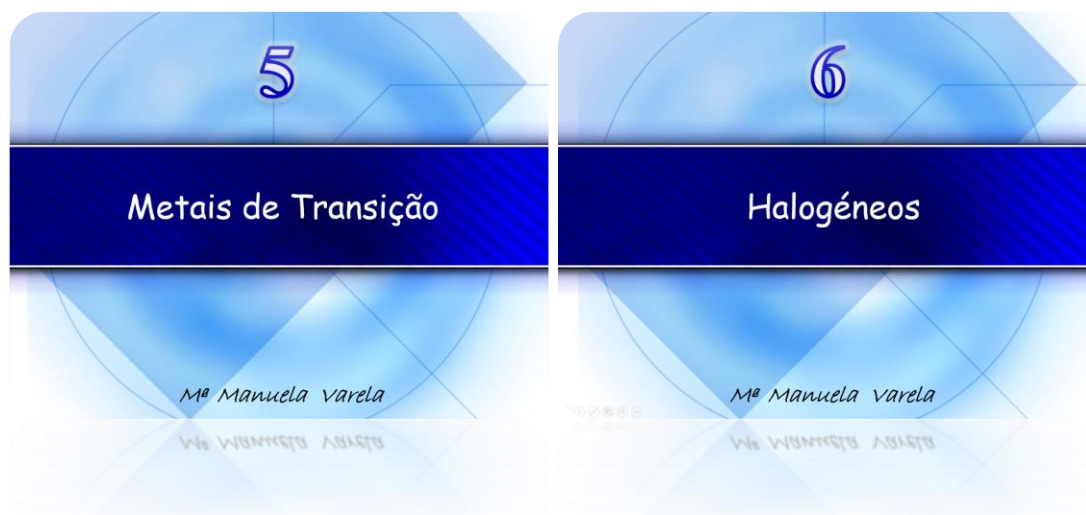 5
Metais de Transição
Mª Manuela Varela
6
Halogéneos
Mª Manuela Varela